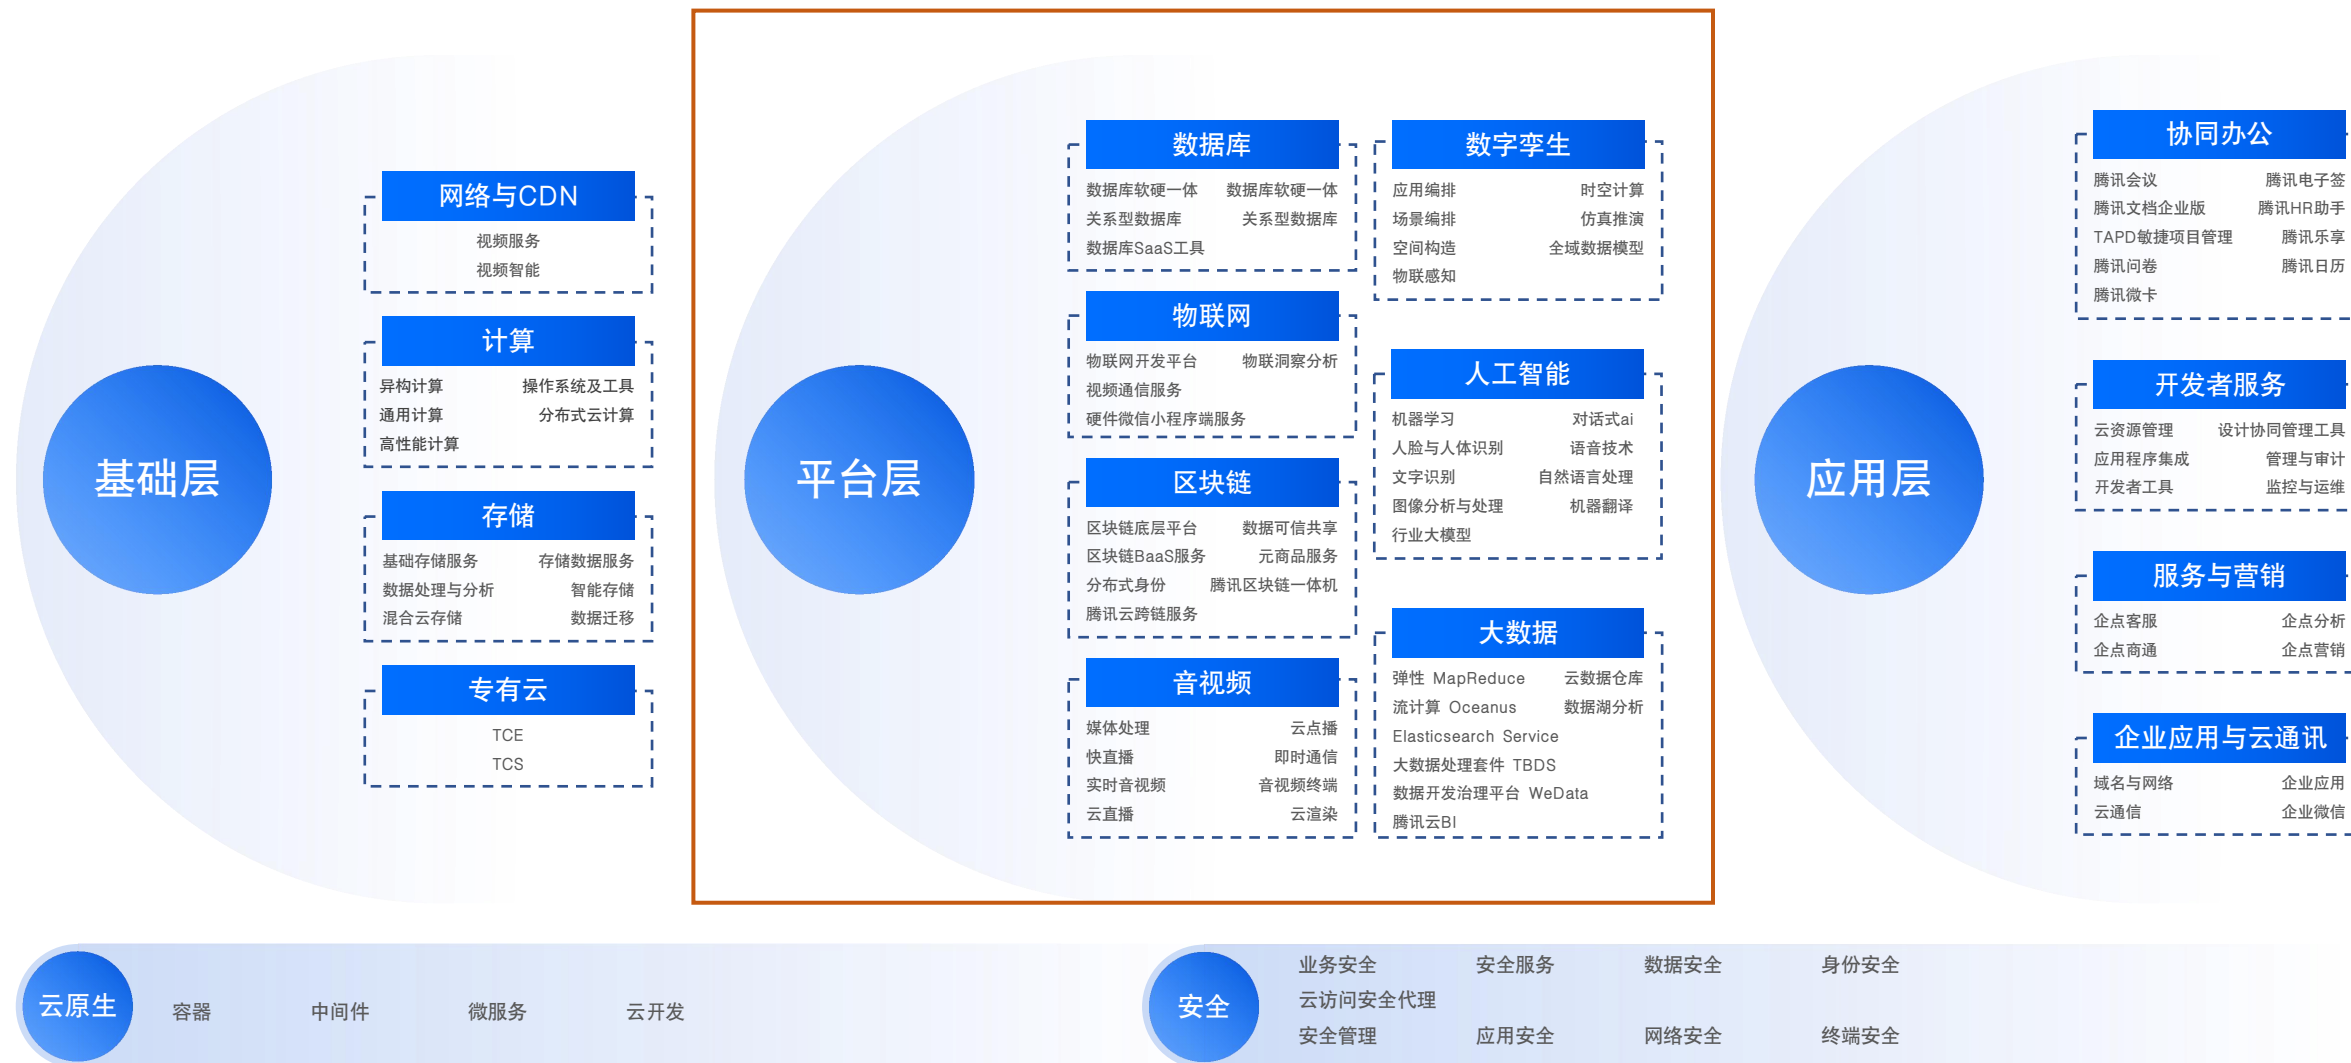 基础层
网络与CDN
视频服务
视频智能
计算
异构计算 操作系统及工具
通用计算 分布式云计算
高性能计算
存储
基础存储服务 存储数据服务
数据处理与分析 智能存储
混合云存储 数据迁移
专有云
TCE
TCS
平台层
数据库
数据库软硬一体 数据库软硬一体
关系型数据库 关系型数据库
数据库SaaS工具
物联网
物联网开发平台 物联洞察分析
视频通信服务
硬件微信小程序端服务
区块链
区块链底层平台 数据可信共享
区块链BaaS服务 元商品服务
分布式身份 腾讯区块链一体机
腾讯云跨链服务
音视频
媒体处理 云点播
快直播 即时通信
实时音视频 音视频终端
云直播 云渲染
数字孪生
应用编排 时空计算
场景编排 仿真推演
空间构造 全域数据模型
物联感知
人工智能
机器学习 对话式ai
人脸与人体识别 语音技术
文字识别 自然语言处理
图像分析与处理 机器翻译
行业大模型
大数据
弹性 MapReduce 云数据仓库
流计算 Oceanus 数据湖分析
Elasticsearch Service
大数据处理套件 TBDS
数据开发治理平台 WeData
腾讯云BI
应用层
协同办公
腾讯会议 腾讯电子签
腾讯文档企业版 腾讯HR助手
TAPD敏捷项目管理 腾讯乐享
腾讯问卷 腾讯日历
腾讯微卡
开发者服务
云资源管理 设计协同管理工具
应用程序集成 管理与审计
开发者工具 监控与运维
服务与营销
企点客服 企点分析
企点商通 企点营销
企业应用与云通讯
域名与网络 企业应用
云通信 企业微信
云原生
容器 中间件 微服务 云开发
安全
业务安全 安全服务 数据安全 身份安全
云访问安全代理
安全管理 应用安全 网络安全 终端安全